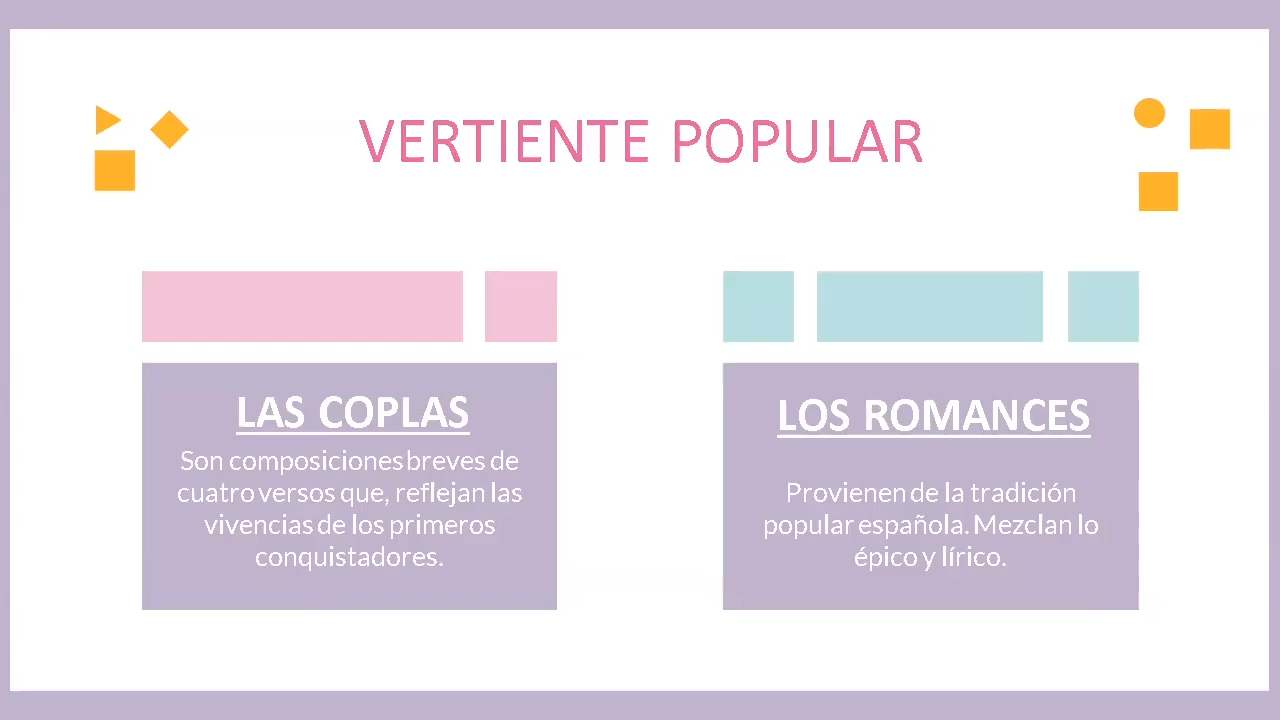 VERTIENTE POPULAR
LAS COPLAS
Son composiciones breves de
cuatro versos que, reflejan las
vivencias de los primeros
conquistadores.
LOS ROMANCES
Provienen de la tradición
popular española. Mezclan lo
épico y lírico.